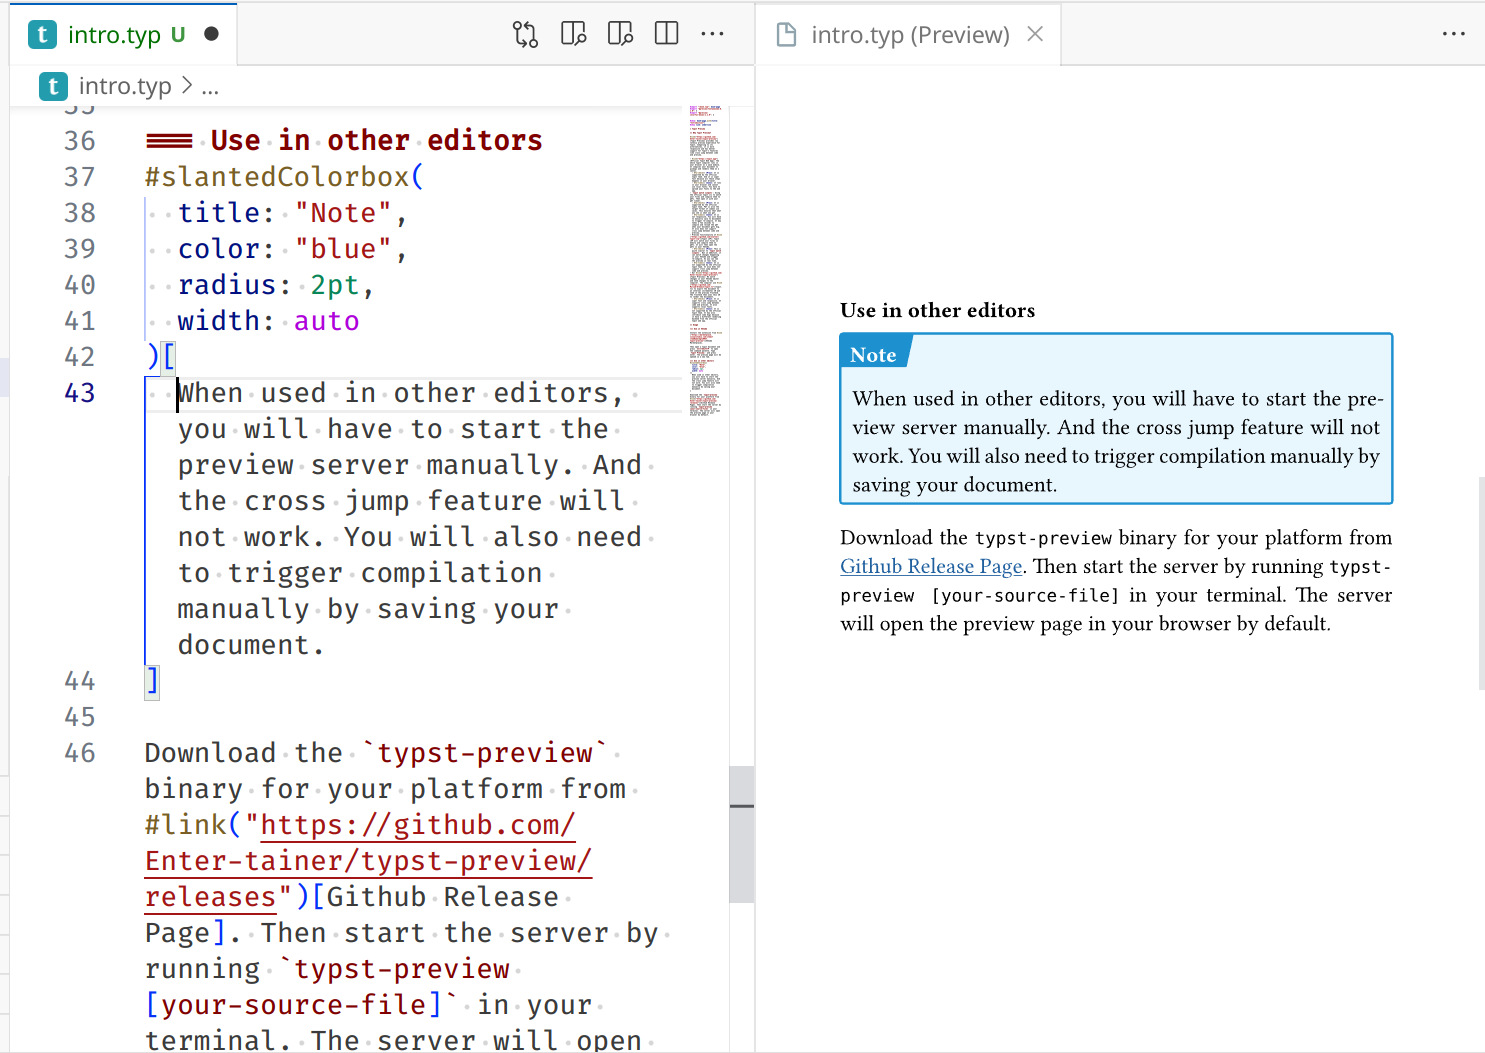 intro.typ U
intro.typ > ...
35
36 === Use in other editors
37 #slantedColorbox(
38 title: "Note",
39 color: "blue",
40 radius: 2pt,
41 width: auto
42 )[
43 When used in other editors,
you will have to start the
preview server manually. And
the cross jump feature will
not work. You will also need
to trigger compilation
manually by saving your
document.
44 ]
45
46 Download the `typst-preview`
binary for your platform from
#link("https://github.com/
Enter-tainer/typst-preview/
releases")[Github Release
Page]. Then start the server by
running `typst-preview
[your-source-file]` in your
terminal. The server will open
intro.typ (Preview)
Use in other editors
Note
When used in other editors, you will have to start the pre-
view server manually. And the cross jump feature will not
work. You will also need to trigger compilation manually by
saving your document.
Download the typst-preview binary for your platform from
Github Release Page. Then start the server by running typst-
preview [your-source-file] in your terminal. The server
will open the preview page in your browser by default.